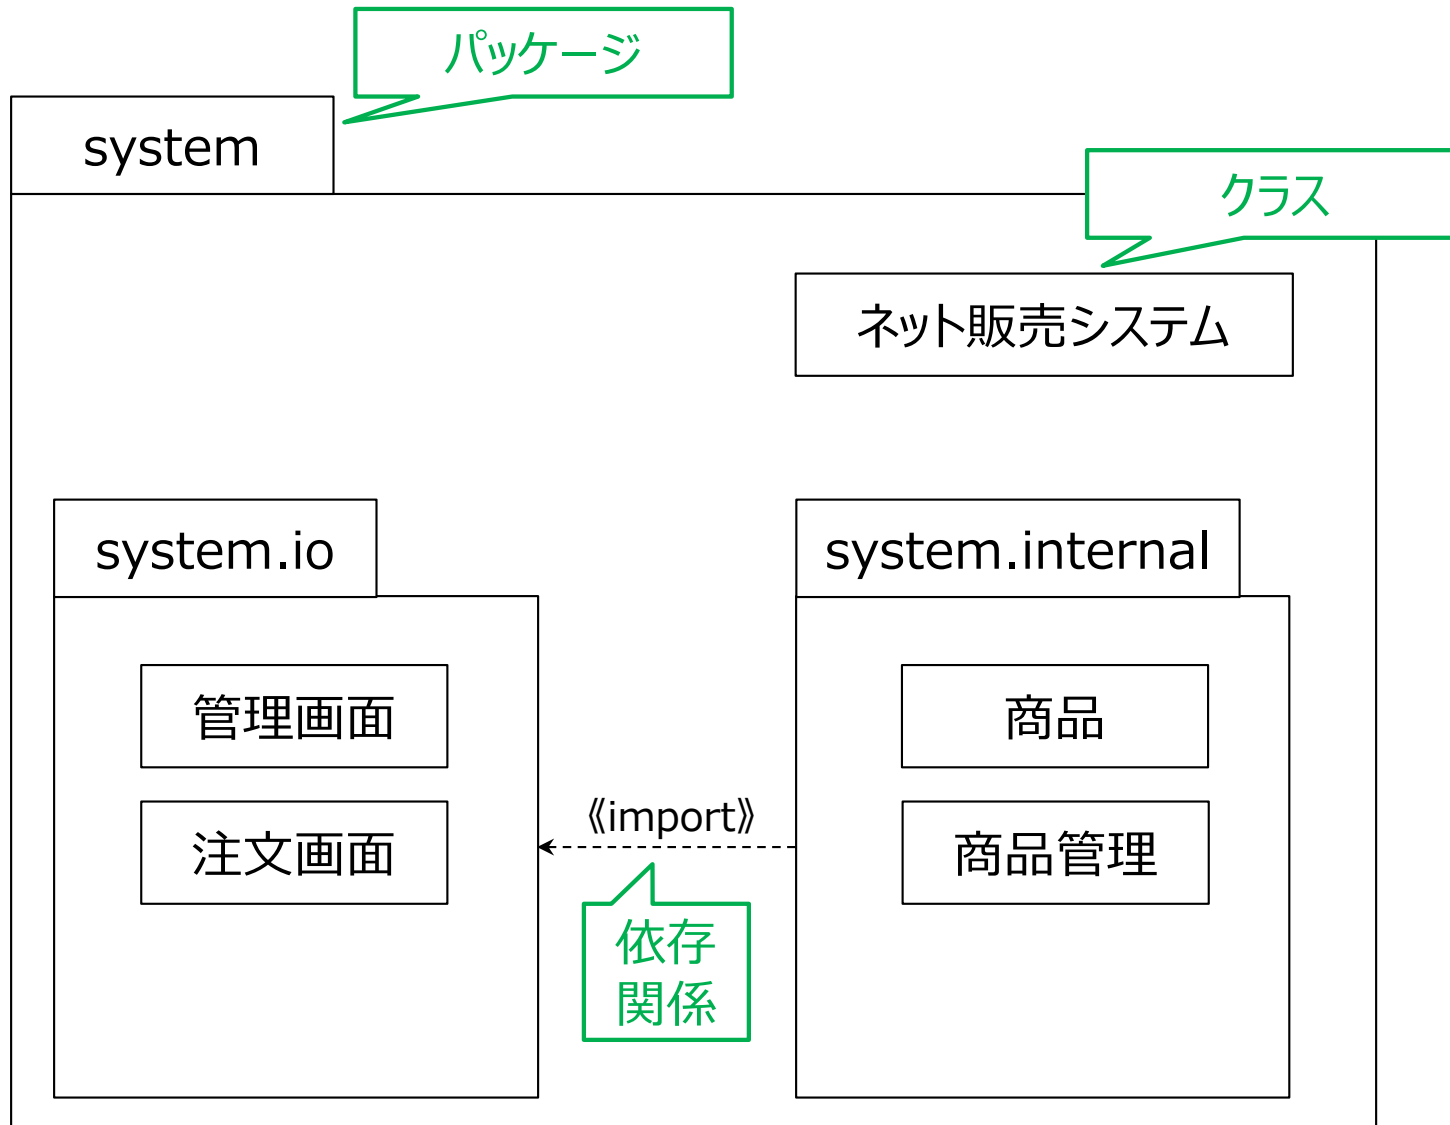 パッケージ
system
クラス
ネット販売システム
system.io
system.internal
管理画面
商品
《import》
注文画面
商品管理
依存
関係